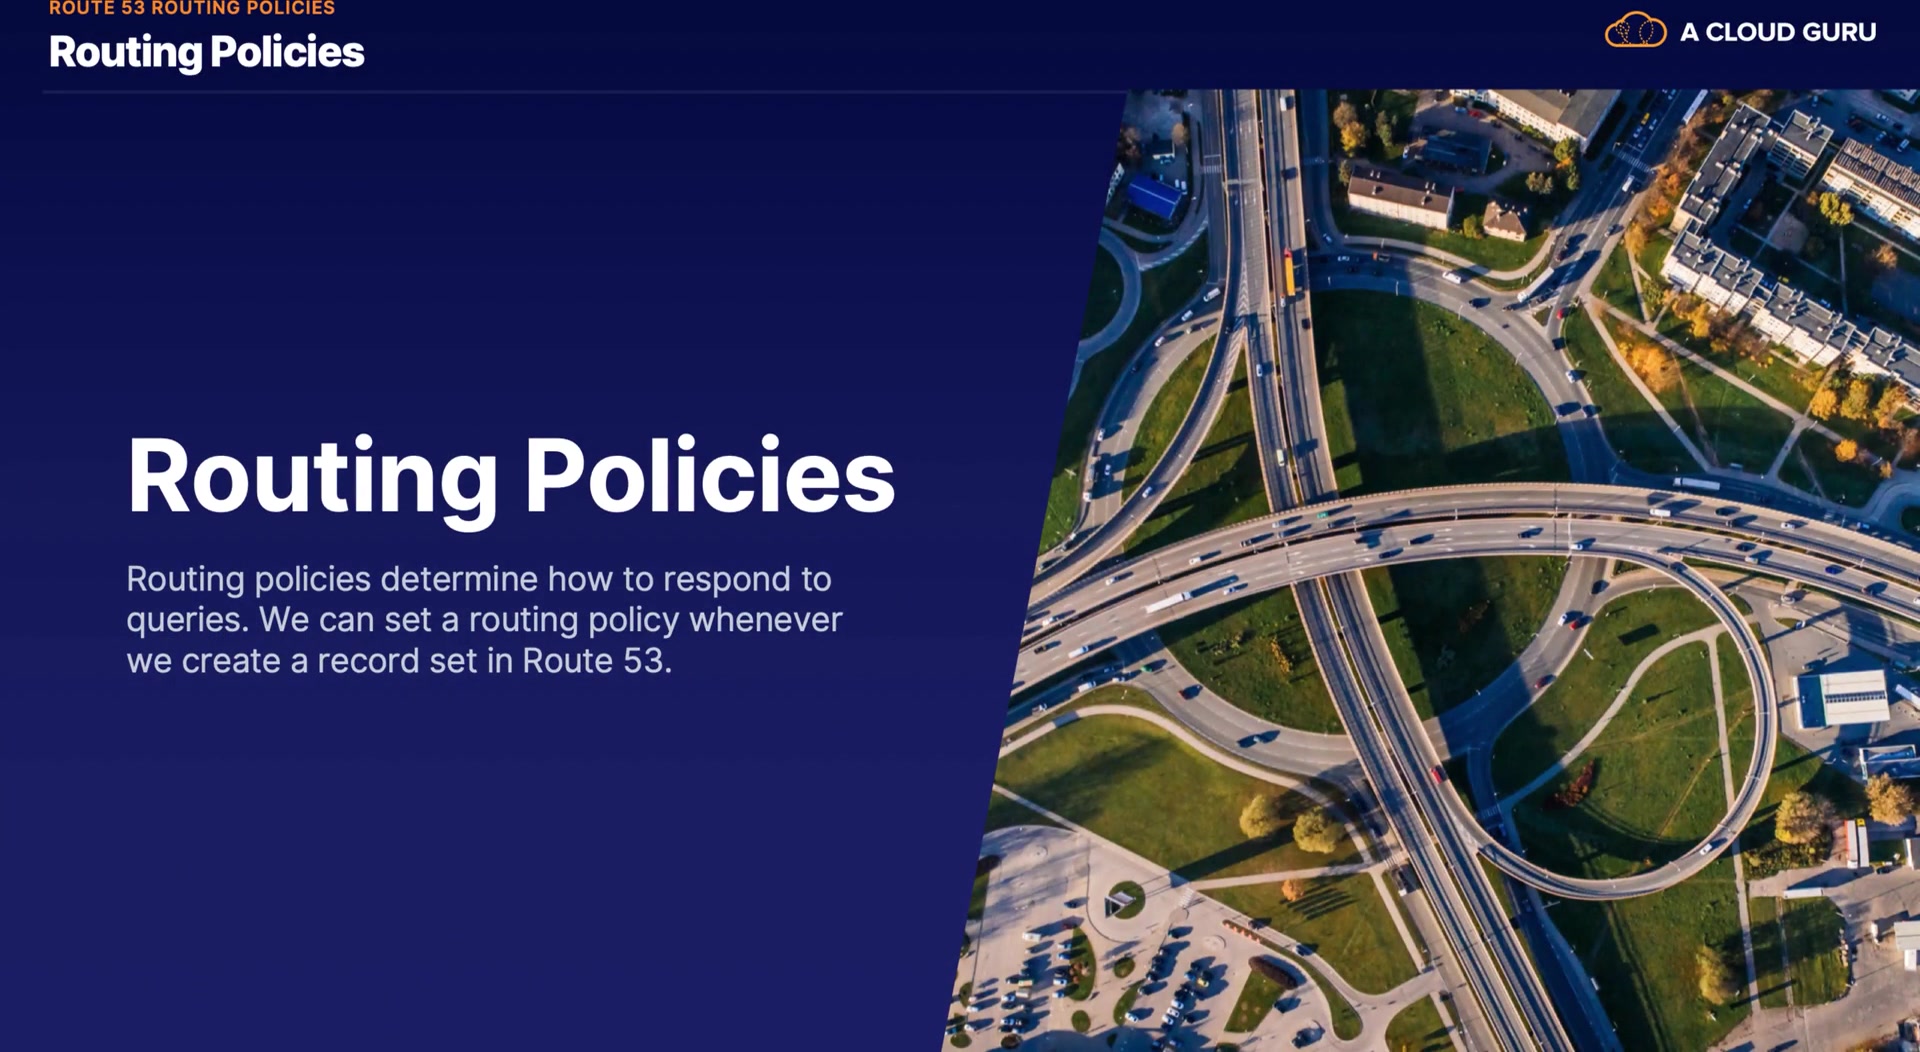 ROUTE 53 ROUTING POLICIES
Routing Policies
A CLOUD GURU
Routing Policies
Routing policies determine how to respond to
queries. We can set a routing policy whenever
we create a record set in Route 53.